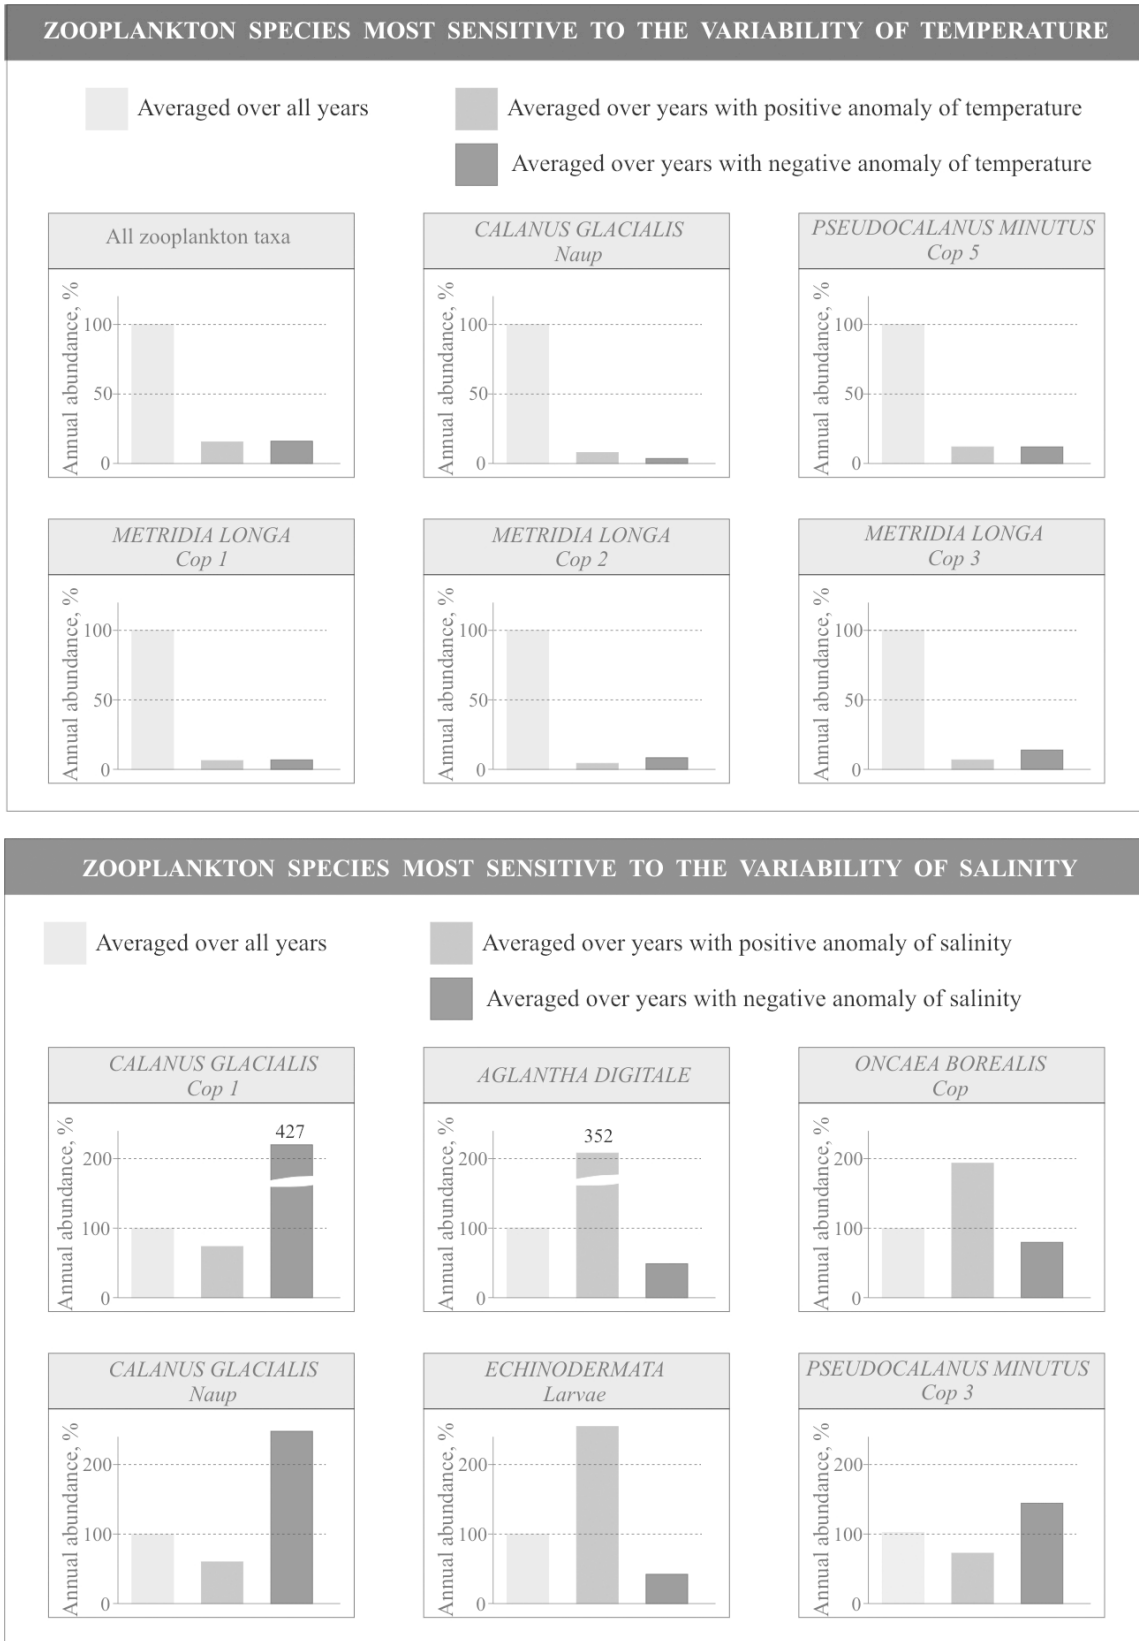 ZOOPLANKTON SPECIES MOST SENSITIVE TO THE VARIABILITY OF TEMPERATURE
Averaged over all years
Averaged over years with positive anomaly of temperature
Averaged over years with negative anomaly of temperature
All zooplankton taxa
Annual abundance, %
100
50
0
CALANUS GLACIALIS
Naup
Annual abundance, %
100
50
0
PSEUDOCALANUS MINUTUS
Cop 5
Annual abundance, %
100
50
0
METRIDIA LONGA
Cop 1
Annual abundance, %
100
50
0
METRIDIA LONGA
Cop 2
Annual abundance, %
100
50
0
METRIDIA LONGA
Cop 3
Annual abundance, %
100
50
0
ZOOPLANKTON SPECIES MOST SENSITIVE TO THE VARIABILITY OF SALINITY
Averaged over all years
Averaged over years with positive anomaly of salinity
Averaged over years with negative anomaly of salinity
CALANUS GLACIALIS
Cop 1
Annual abundance, %
427
200
100
0
AGLANTHA DIGITALE
Annual abundance, %
352
200
100
0
ONCAEA BOREALIS
Cop
Annual abundance, %
200
100
0
CALANUS GLACIALIS
Naup
Annual abundance, %
200
100
0
ECHINODERMATA
Larvae
Annual abundance, %
200
100
0
PSEUDOCALANUS MINUTUS
Cop 3
Annual abundance, %
200
100
0